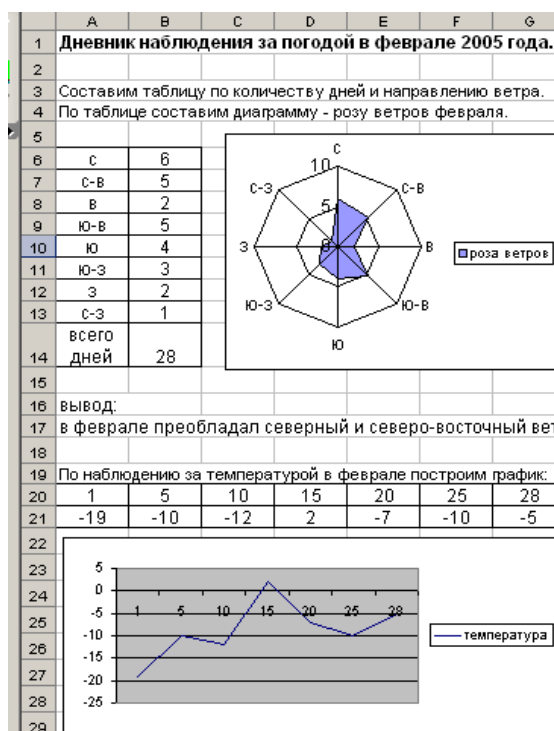 A B C D E F G
1 Дневник наблюдения за погодой в феврале 2005 года.
2
3 Составим таблицу по количеству дней и направлению ветра.
4 По таблице составим диаграмму - розу ветров февраля.
5
6 с 6
7 с-в 5
8 в 2
9 ю-в 5
10 ю 4
11 ю-з 3
12 з 2
13 с-з 1
14 всего дней 28
с
с-в
в
ю-в
ю
ю-з
з
с-з
10
5
0
роза ветров
15
16 вывод:
17 в феврале преобладал северный и северо-восточный вет
18
19 По наблюдению за температурой в феврале построим график:
20 1 5 10 15 20 25 28
21 -19 -10 -12 2 -7 -10 -5
22
23
24
25
26
27
28
29
5
0
-5
-10
-15
-20
-25
1 5 10 15 20 25 28
температура